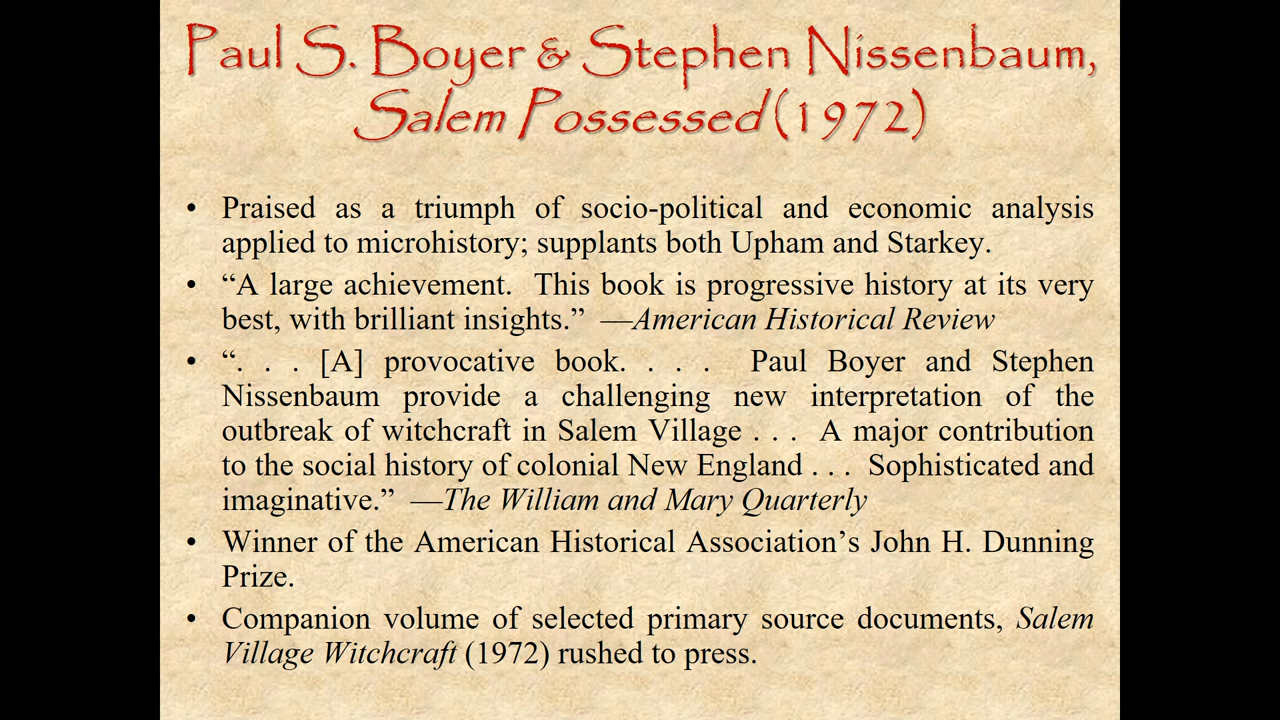 Paul S. Boyer & Stephen Nissenbaum,
Salem Possessed (1972)
• Praised as a triumph of socio-political and economic analysis
applied to microhistory; supplants both Upham and Starkey.
• “A large achievement.  This book is progressive history at its very
best, with brilliant insights.”  —American Historical Review
• “. . . [A] provocative book. . . .  Paul Boyer and Stephen
Nissenbaum provide a challenging new interpretation of the
outbreak of witchcraft in Salem Village . . .  A major contribution
to the social history of colonial New England . . .  Sophisticated and
imaginative.”  —The William and Mary Quarterly
• Winner of the American Historical Association’s John H. Dunning
Prize.
• Companion volume of selected primary source documents, Salem
Village Witchcraft (1972) rushed to press.